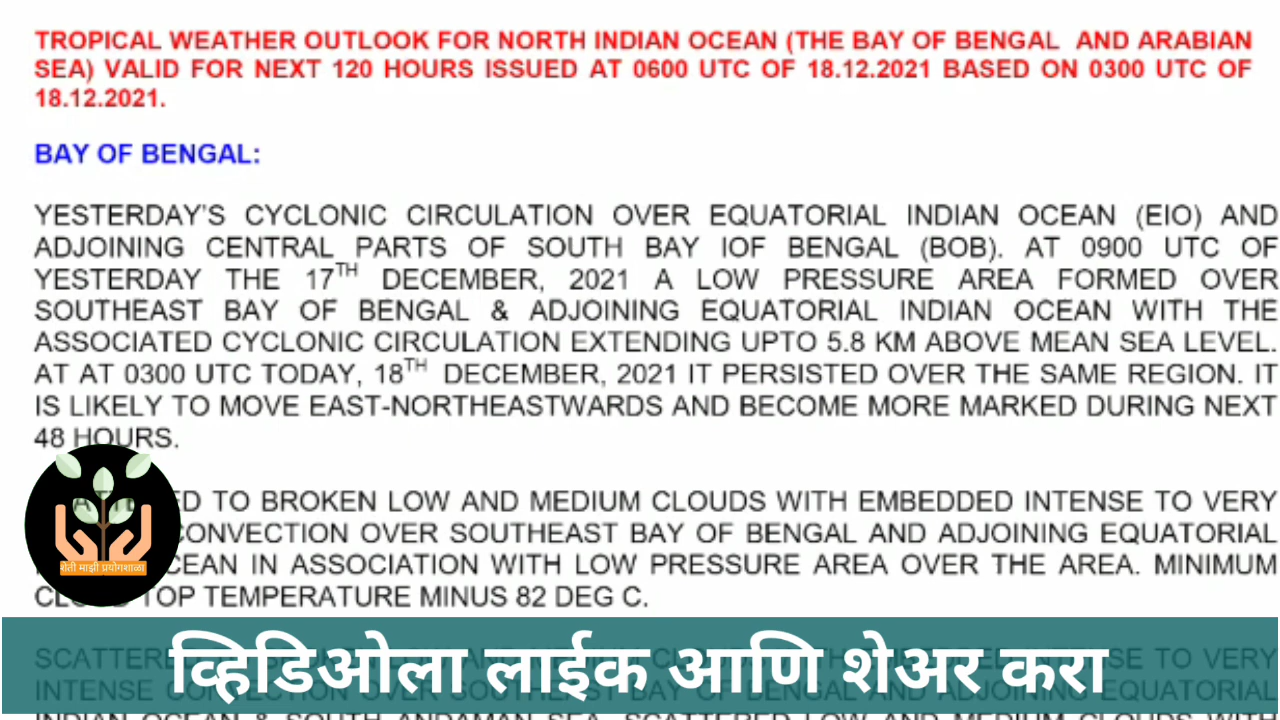 TROPICAL WEATHER OUTLOOK FOR NORTH INDIAN OCEAN (THE BAY OF BENGAL AND ARABIAN
SEA) VALID FOR NEXT 120 HOURS ISSUED AT 0600 UTC OF 18.12.2021 BASED ON 0300 UTC OF
18.12.2021.
BAY OF BENGAL:
YESTERDAY'S CYCLONIC CIRCULATION OVER EQUATORIAL INDIAN OCEAN (EIO) AND
ADJOINING CENTRAL PARTS OF SOUTH BAY IOF BENGAL (BOB). AT 0900 UTC OF
YESTERDAY THE 17TH DECEMBER, 2021 A LOW PRESSURE AREA FORMED OVER
SOUTHEAST BAY OF BENGAL & ADJOINING EQUATORIAL INDIAN OCEAN WITH THE
ASSOCIATED CYCLONIC CIRCULATION EXTENDING UPTO 5.8 KM ABOVE MEAN SEA LEVEL.
AT AT 0300 UTC TODAY, 18TH DECEMBER, 2021 IT PERSISTED OVER THE SAME REGION. IT
IS LIKELY TO MOVE EAST-NORTHEASTWARDS AND BECOME MORE MARKED DURING NEXT
48 HOURS.
TO BROKEN LOW AND MEDIUM CLOUDS WITH EMBEDDED INTENSE TO VERY
CONVECTION OVER SOUTHEAST BAY OF BENGAL AND ADJOINING EQUATORIAL
IN ASSOCIATION WITH LOW PRESSURE AREA OVER THE AREA. MINIMUM
TOP TEMPERATURE MINUS 82 DEG C.
शेती माझी प्रयोगशाळा
व्हिडिओला लाईक आणि शेअर करा